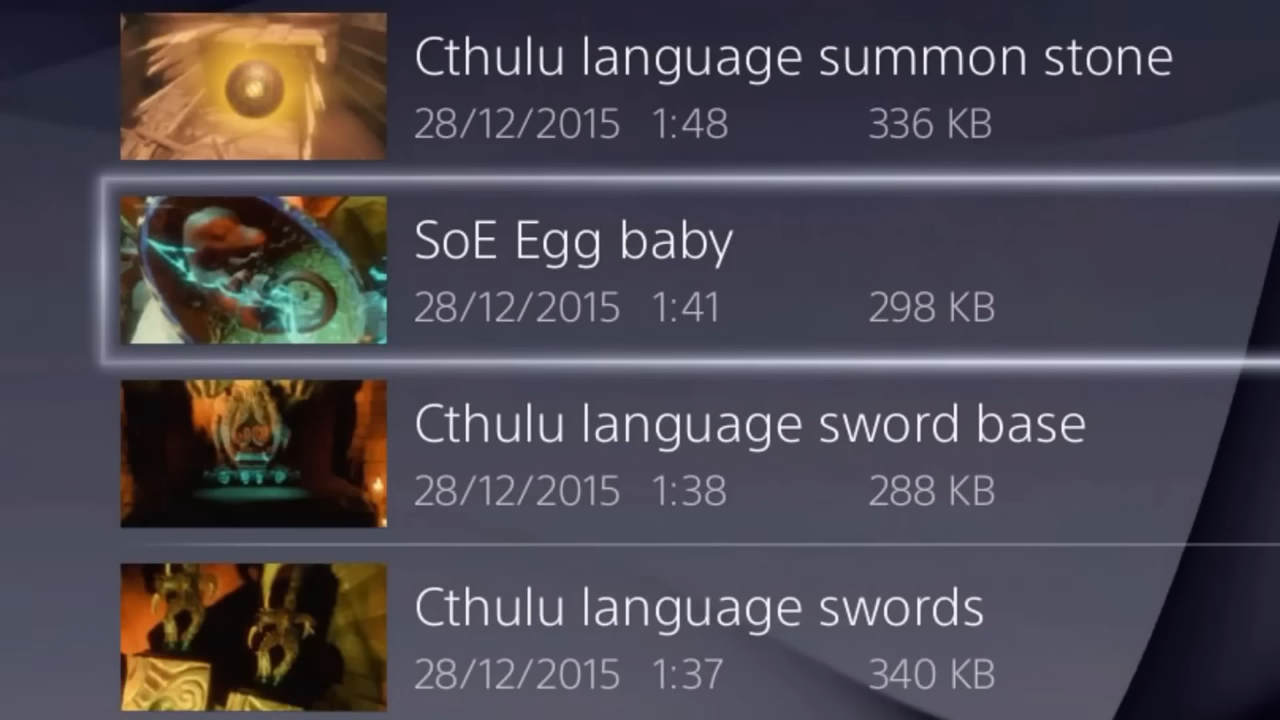 Cthulu language summon stone
28/12/2015 1:48 336 KB
SoE Egg baby
28/12/2015 1:41 298 KB
Cthulu language sword base
28/12/2015 1:38 288 KB
Cthulu language swords
28/12/2015 1:37 340 KB